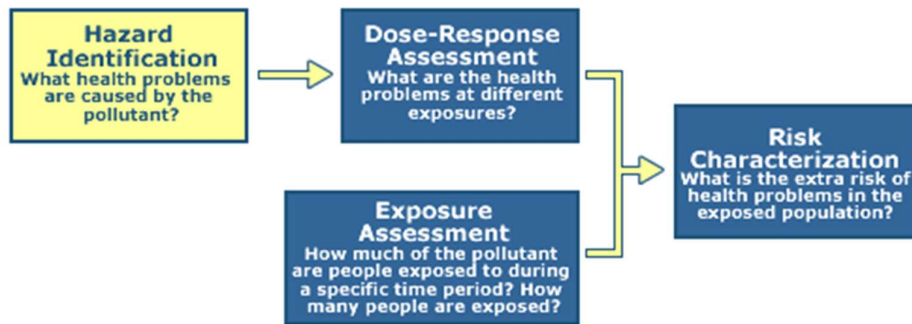 Hazard
Identification
What health problems
are caused by the
pollutant?
Dose-Response
Assessment
What are the health
problems at different
exposures?
Exposure
Assessment
How much of the pollutant
are people exposed to during
a specific time period? How
many people are exposed?
Risk
Characterization
What is the extra risk of
health problems in the
exposed population?